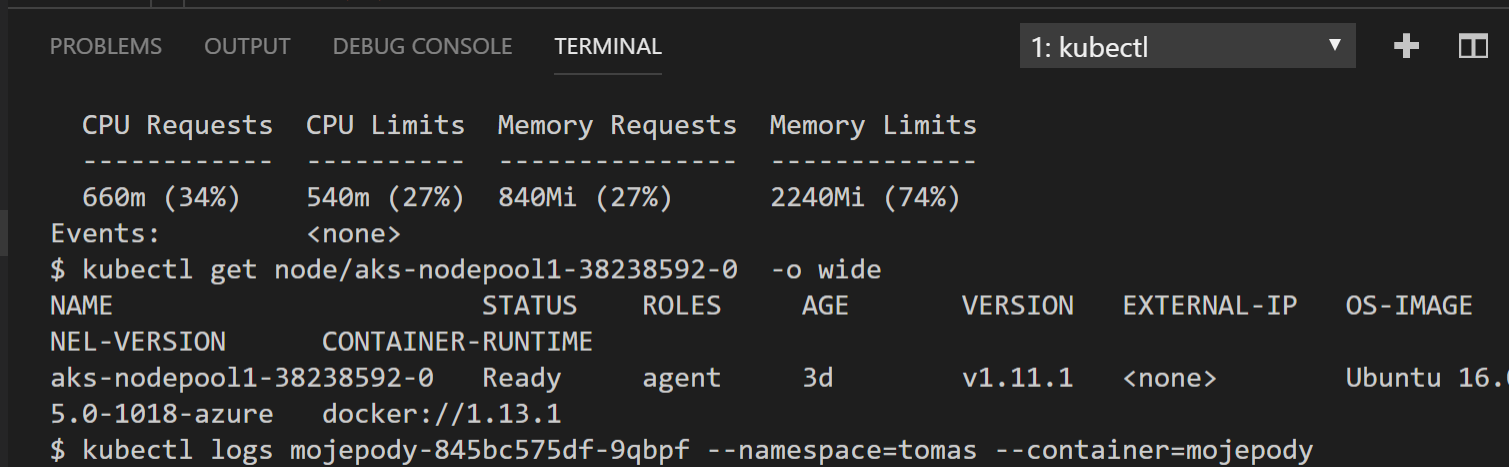 PROBLEMS OUTPUT DEBUG CONSOLE TERMINAL 1: kubectl
CPU Requests CPU Limits Memory Requests Memory Limits
------------ ---------- --------------- -------------
660m (34%) 540m (27%) 840Mi (27%) 2240Mi (74%)
Events: <none>
$ kubectl get node/aks-nodepool1-38238592-0 -o wide
NAME STATUS ROLES AGE VERSION EXTERNAL-IP OS-IMAGE
NEL-VERSION CONTAINER-RUNTIME
aks-nodepool1-38238592-0 Ready agent 3d v1.11.1 <none> Ubuntu 16.
5.0-1018-azure docker://1.13.1
$ kubectl logs mojepody-845bc575df-9qbpf --namespace=tomas --container=mojepody